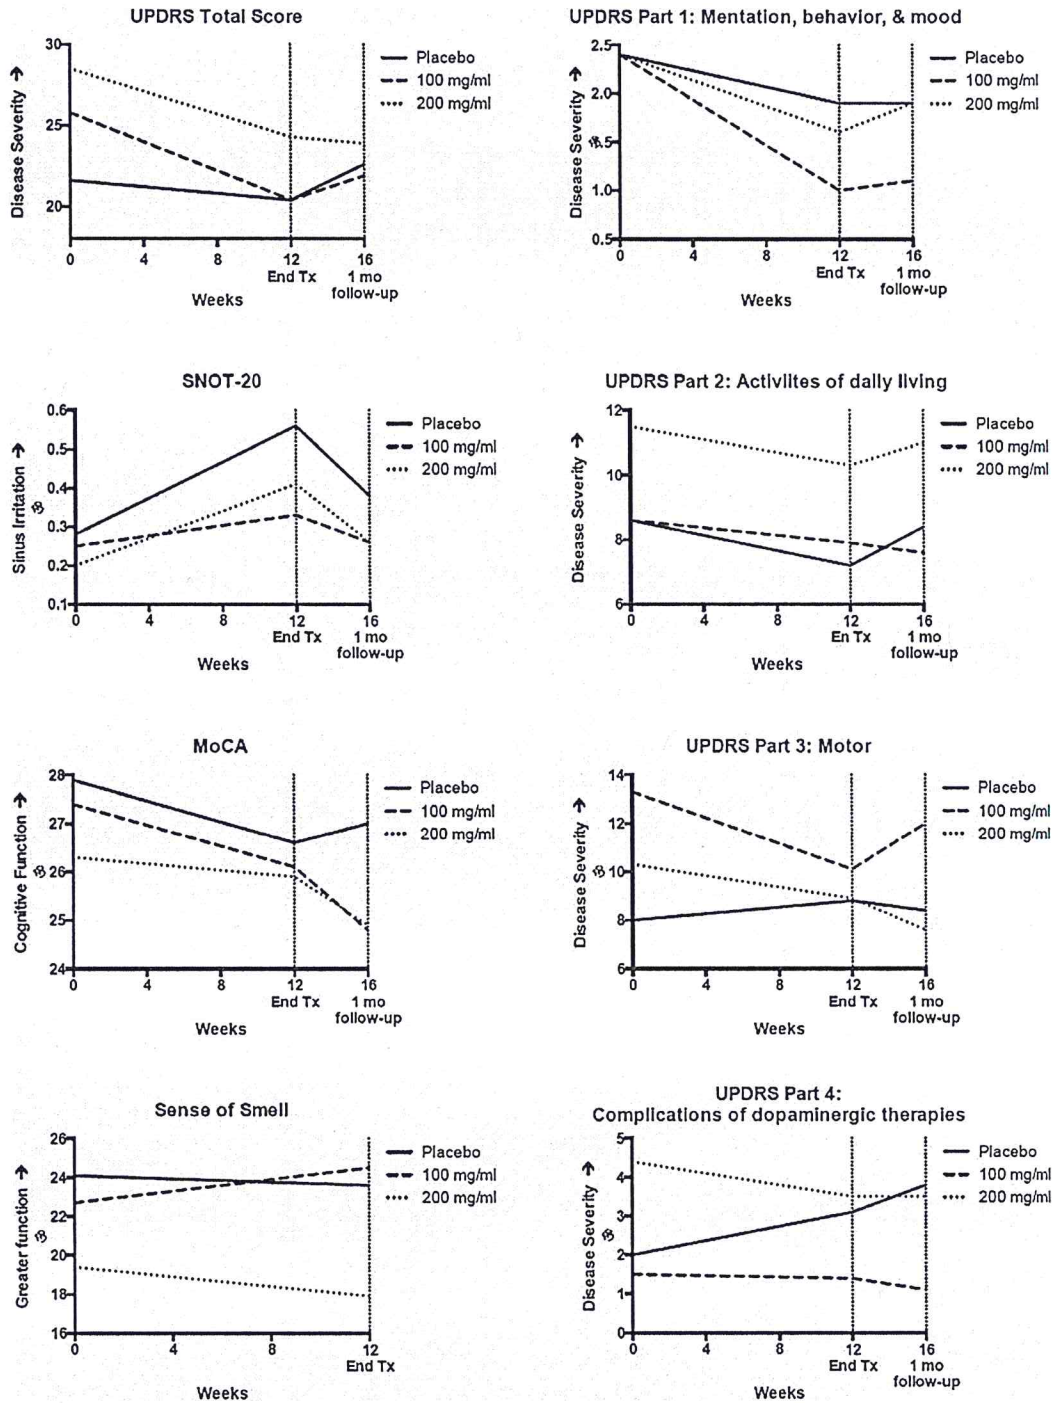 UPDRS Total Score
30
25
20
Disease Severity →
0 4 8 12 16
End Tx 1 mo
follow-up
Weeks
Placebo
100 mg/ml
200 mg/ml
UPDRS Part 1: Mentation, behavior, & mood
2.5
2.0
1.5
1.0
0.5
Disease Severity →
0 4 8 12 16
End Tx 1 mo
follow-up
Weeks
Placebo
100 mg/ml
200 mg/ml
SNOT-20
0.6
0.5
0.4
0.3
0.2
0.1
Sinus Irritation →
0 4 8 12 16
End Tx 1 mo
follow-up
Weeks
Placebo
100 mg/ml
200 mg/ml
UPDRS Part 2: Activiites of daily living
12
10
8
6
Disease Severity →
0 4 8 12 16
En Tx 1 mo
follow-up
Weeks
Placebo
100 mg/ml
200 mg/ml
MoCA
28
27
26
25
24
Cognitive Function →
0 4 8 12 16
End Tx 1 mo
follow-up
Weeks
Placebo
100 mg/ml
200 mg/ml
UPDRS Part 3: Motor
14
12
10
8
6
Disease Severity →
0 4 8 12 16
End Tx 1 mo
follow-up
Weeks
Placebo
100 mg/ml
200 mg/ml
Sense of Smell
26
24
22
20
18
16
Greater function →
0 4 8 12
End Tx
Weeks
Placebo
100 mg/ml
200 mg/ml
UPDRS Part 4:
Complications of dopaminergic therapies
5
4
3
2
1
0
Disease Severity →
0 4 8 12 16
End Tx 1 mo
follow-up
Weeks
Placebo
100 mg/ml
200 mg/ml